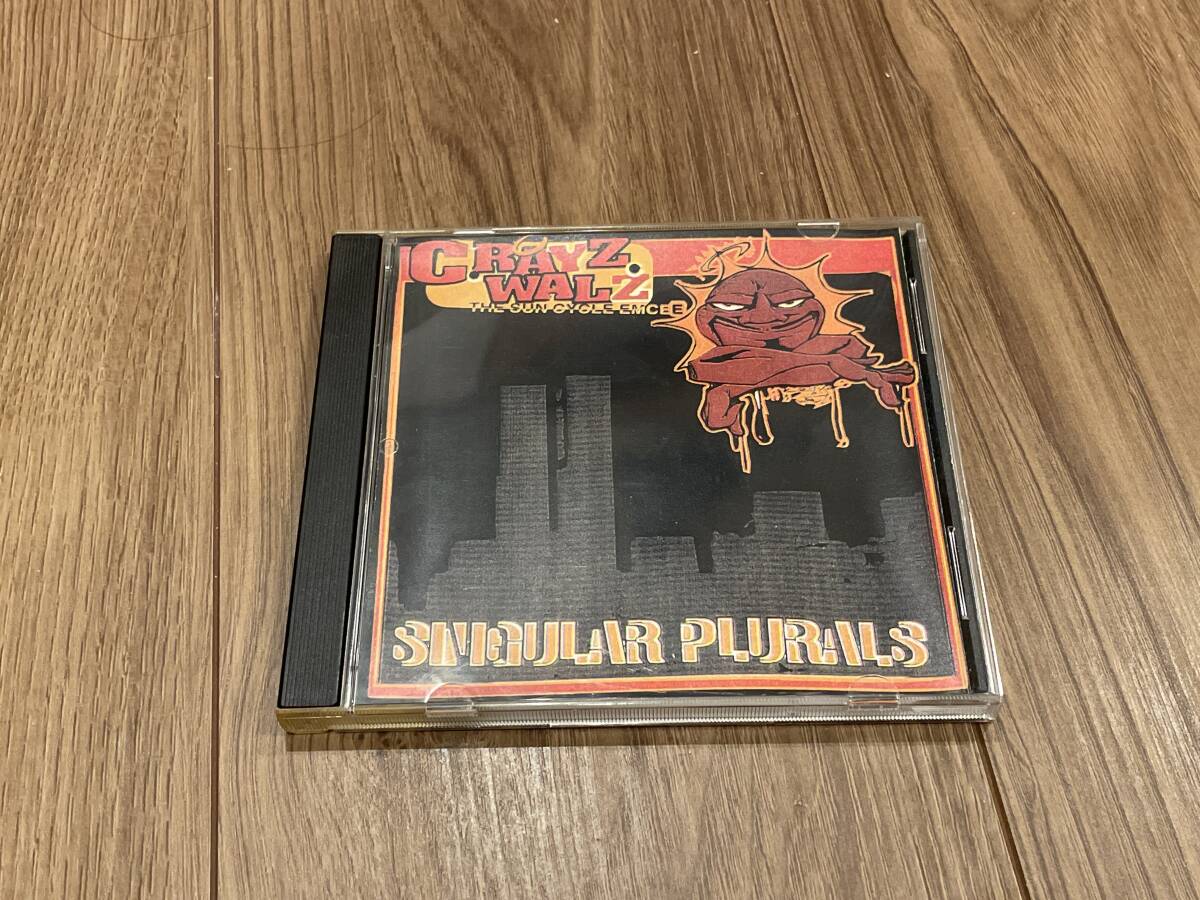 C. RAYZ
WALZ
THE SUN CYCLE EMCEE
SINGULAR PLURALS